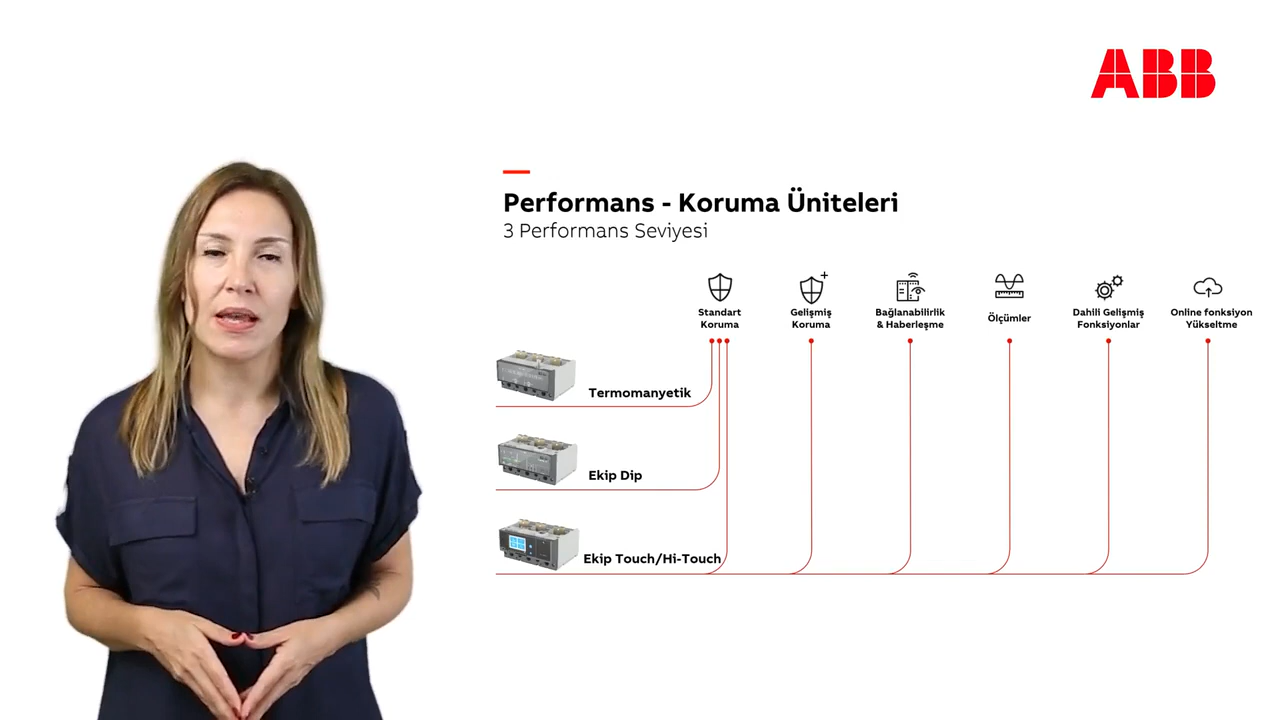 ABB
Performans - Koruma Üniteleri
3 Performans Seviyesi
Standart
Koruma
Gelişmiş
Koruma
Bağlanabilirlik
& Haberleşme
Ölçümler
Dahili Gelişmiş
Fonksiyonlar
Online fonksiyon
Yükseltme
Termomanyetik
Ekip Dip
Ekip Touch/Hi-Touch